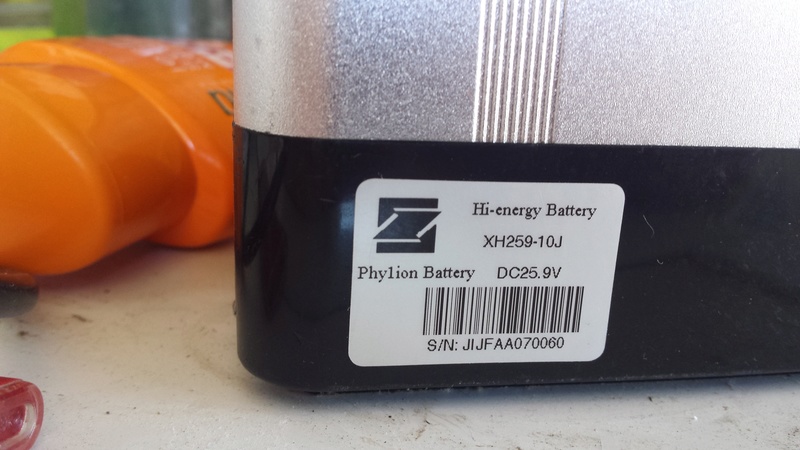 Hi-energy Battery
XH259-10J
Phylion Battery DC25.9V
S/N: JIJFAA070060